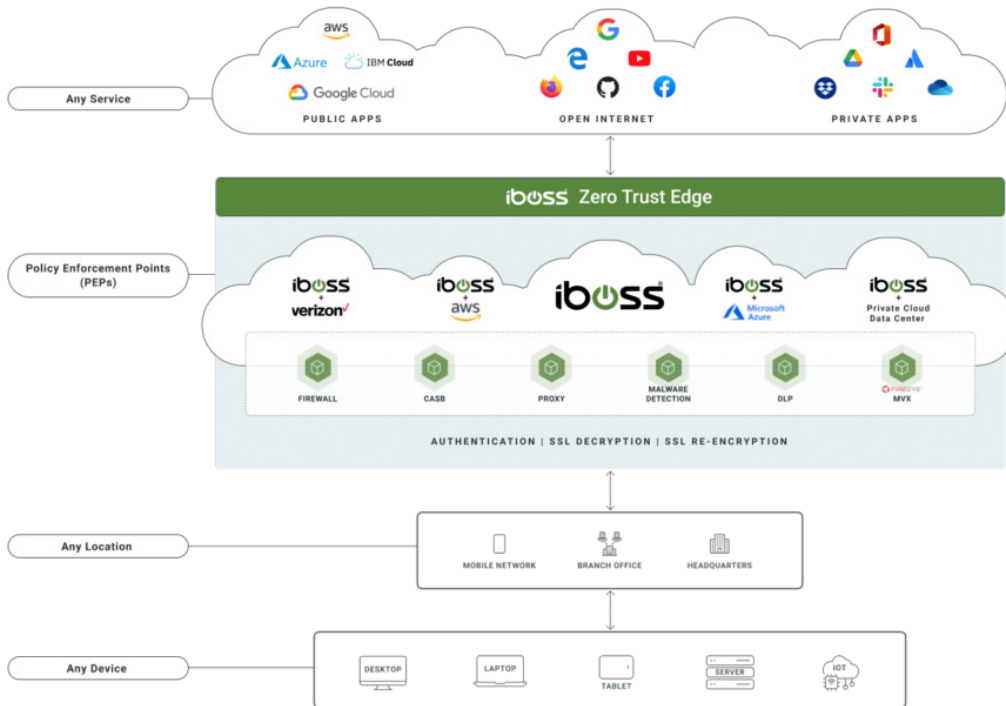 aws
Azure
IBM Cloud
Google Cloud
Any Service
PUBLIC APPS
OPEN INTERNET
PRIVATE APPS
iboss Zero Trust Edge
Policy Enforcement Points
(PEPs)
iboss
+
verizon
iboss
+
aws
iboss
iboss
+
Microsoft
Azure
iboss
+
Private Cloud
Data Center
FIREWALL
CASB
PROXY
MALWARE
DETECTION
DLP
FIREEYE
MVX
AUTHENTICATION | SSL DECRYPTION | SSL RE-ENCRYPTION
Any Location
MOBILE NETWORK
BRANCH OFFICE
HEADQUARTERS
Any Device
DESKTOP
LAPTOP
TABLET
SERVER
IOT